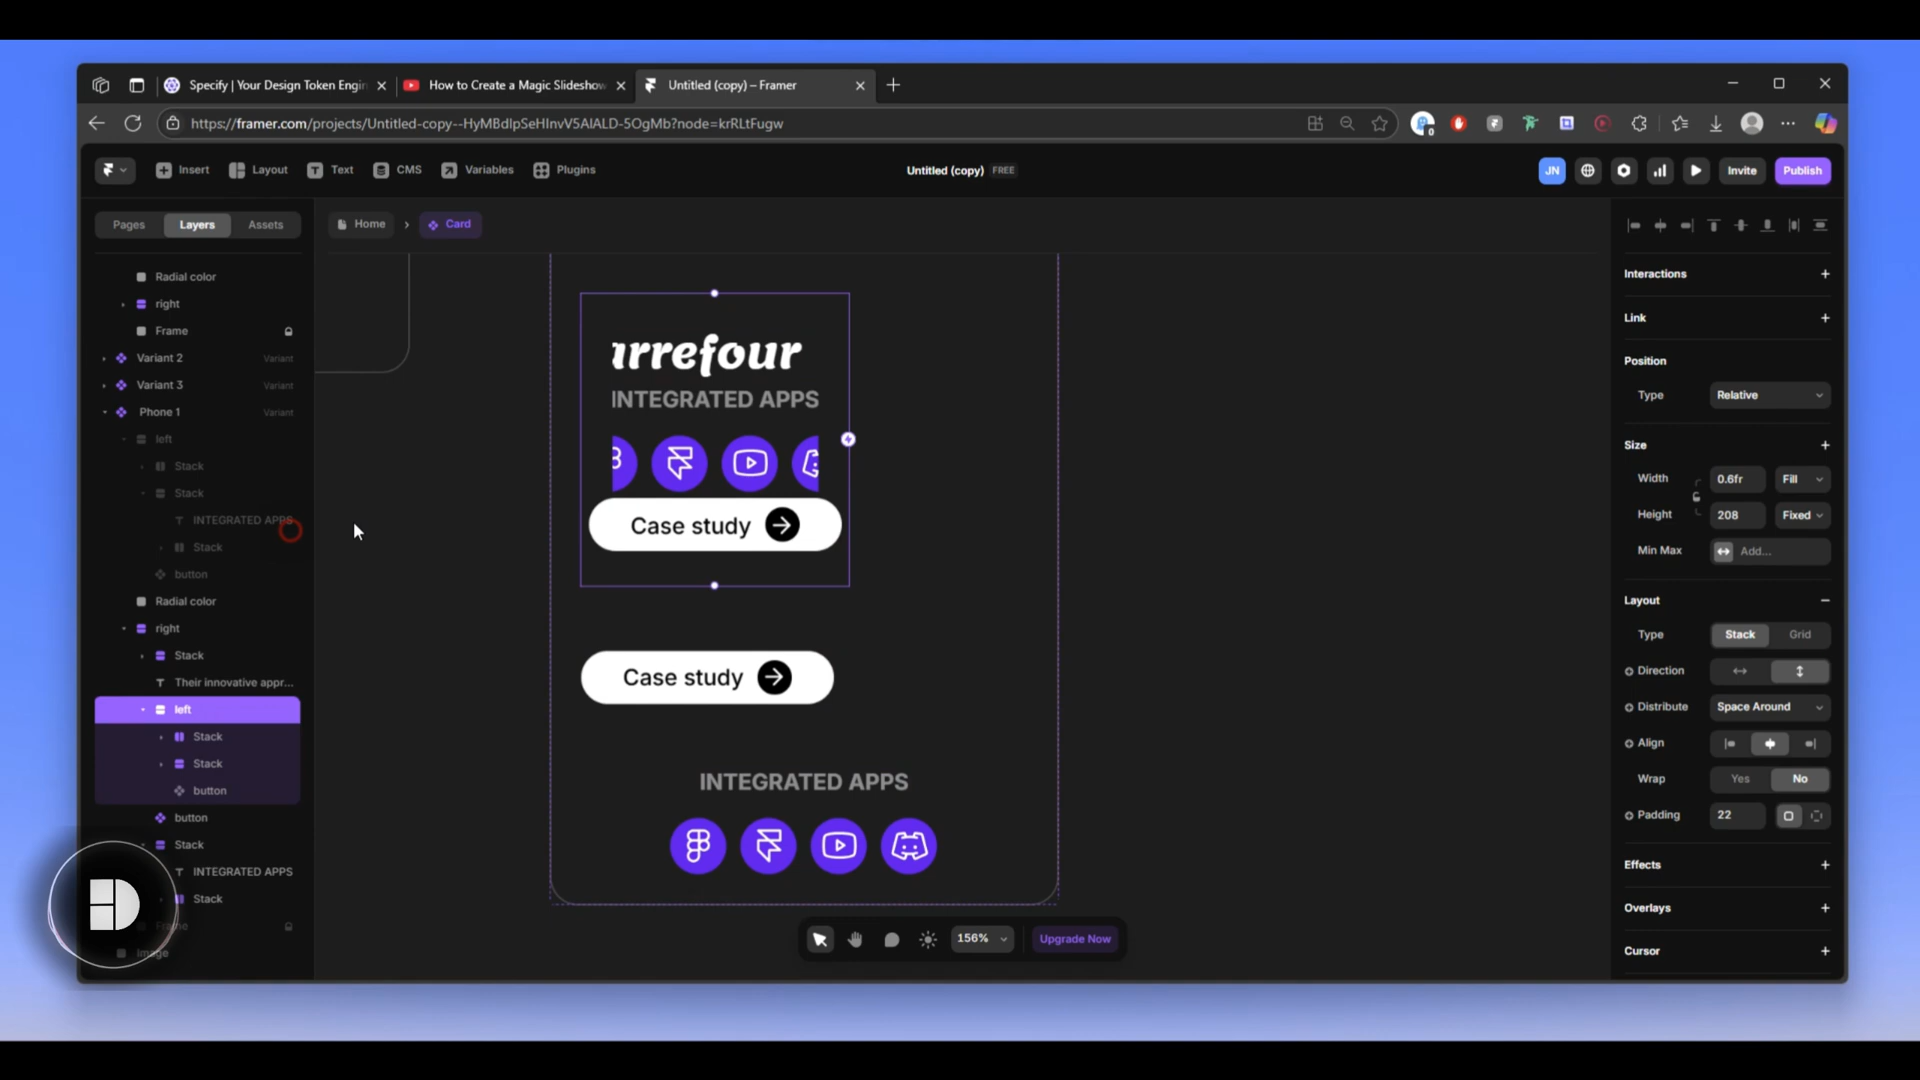 Specify | Your Design Token Engin
How to Create a Magic Slideshow
Untitled (copy) – Framer
https://framer.com/projects/Untitled-copy--HyMBdlpSeHInvV5AIALD-5OgMb?node=krRLtFugw
0
Insert
Layout
Text
CMS
Variables
Plugins
Untitled (copy)
FREE
JN
Invite
Publish
Pages
Layers
Assets
Home
Card
Radial color
right
Frame
Variant 2
Variant
Variant 3
Variant
Phone 1
Variant
left
Stack
Stack
INTEGRATED APPS
Stack
button
Radial color
right
Stack
Their innovative appr...
left
Stack
Stack
button
button
Stack
INTEGRATED APPS
Stack
Frame
Image
urrefour
INTEGRATED APPS
Case study
Case study
INTEGRATED APPS
156%
Upgrade Now
Interactions
Link
Position
Type
Relative
Size
Width
0.6fr
Fill
Height
208
Fixed
Min Max
Add...
Layout
Type
Stack
Grid
Direction
Distribute
Space Around
Align
Wrap
Yes
No
Padding
22
Effects
Overlays
Cursor